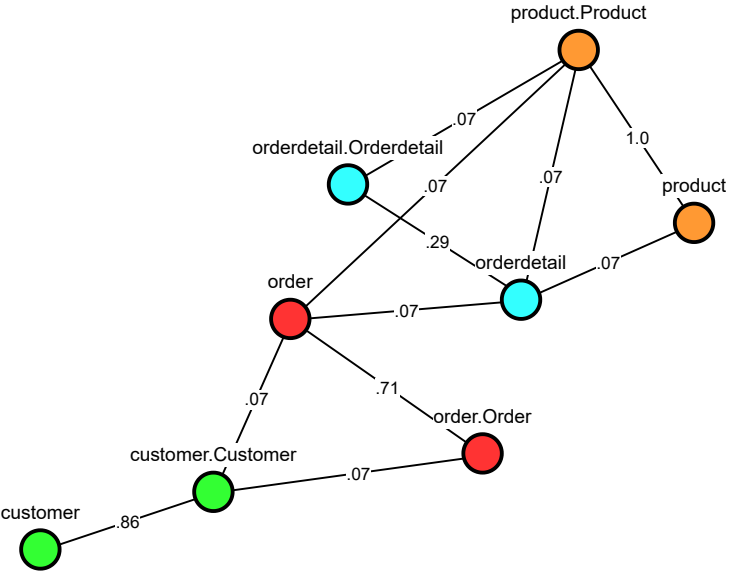 product.Product
.07
1.0
orderdetail.Orderdetail
.07
.07
product
.29
orderdetail
.07
order
.07
.71
.07
order.Order
customer.Customer
.07
customer
.86